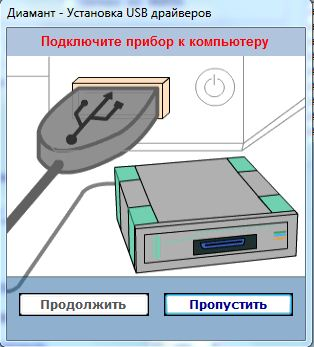 Диамант - Установка USB драйверов
Подключите прибор к компьютеру
Продолжить
Пропустить